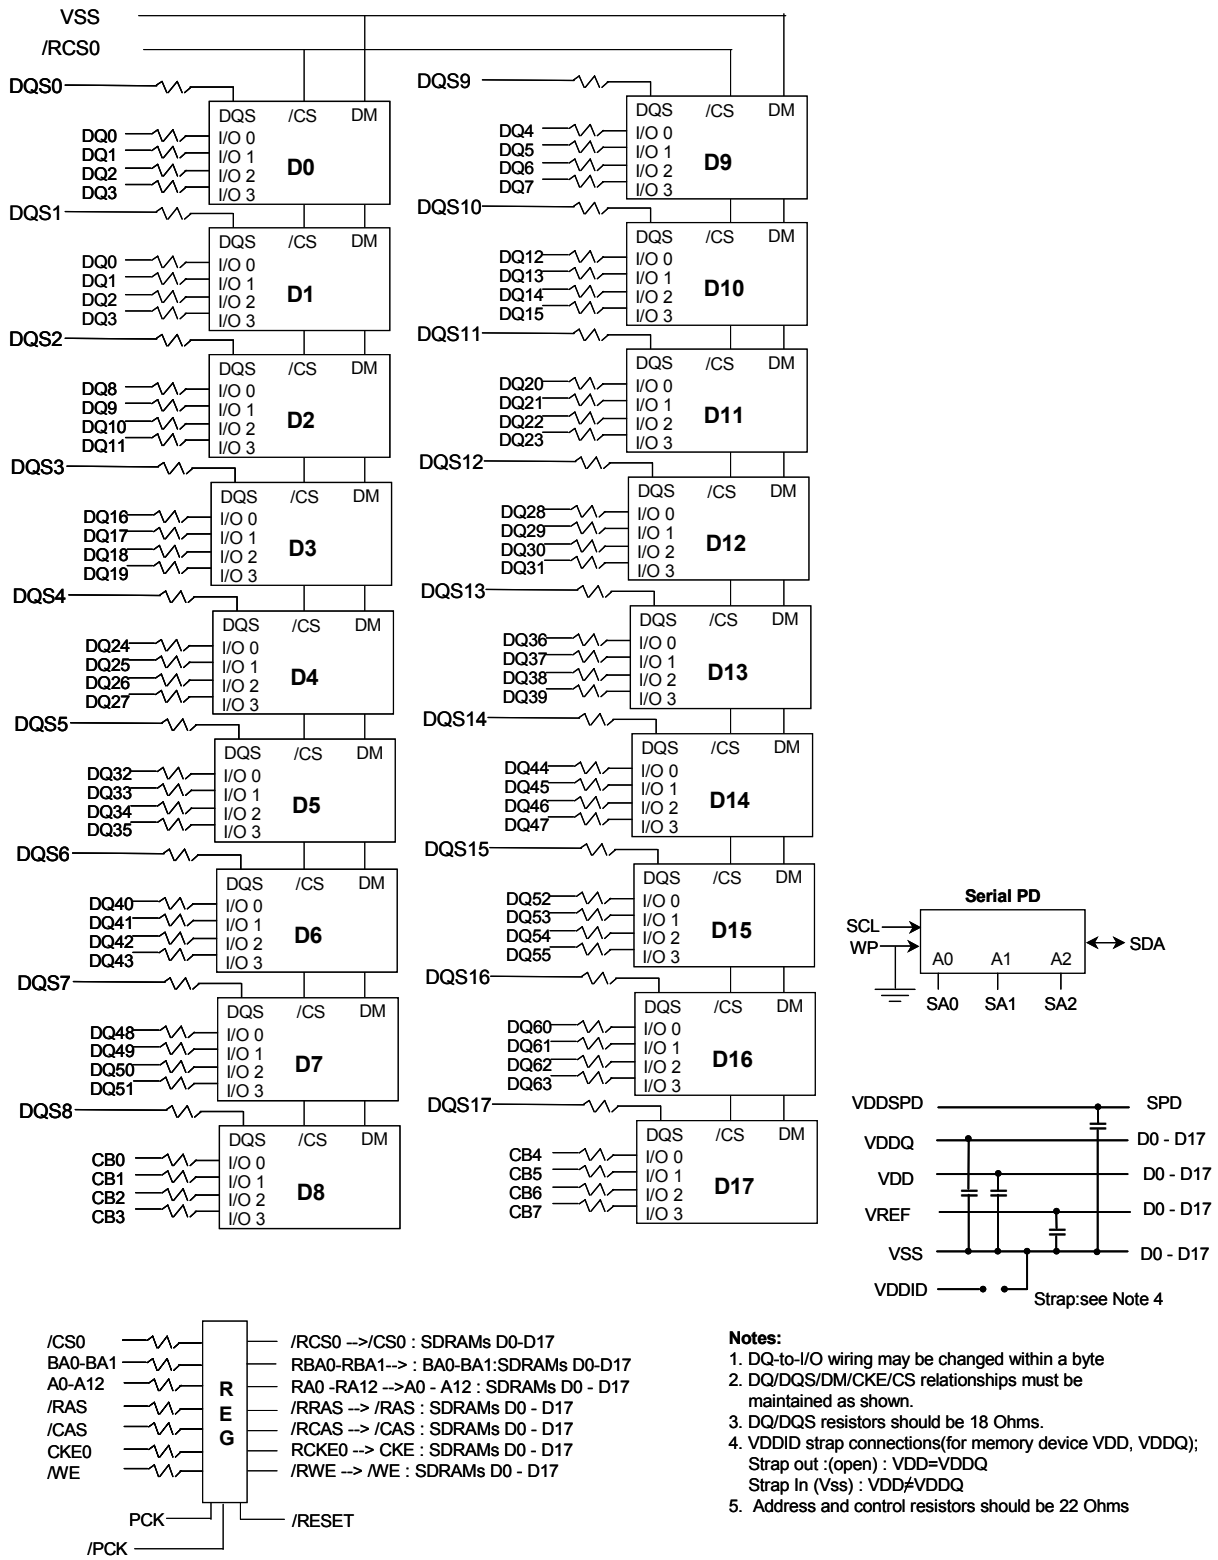 VSS
/RCS0
DQS0
DQS /CS DM
DQ0 I/O 0
DQ1 I/O 1
DQ2 I/O 2
DQ3 I/O 3
D0
DQS1
DQS /CS DM
DQ0 I/O 0
DQ1 I/O 1
DQ2 I/O 2
DQ3 I/O 3
D1
DQS2
DQS /CS DM
DQ8 I/O 0
DQ9 I/O 1
DQ10 I/O 2
DQ11 I/O 3
D2
DQS3
DQS /CS DM
DQ16 I/O 0
DQ17 I/O 1
DQ18 I/O 2
DQ19 I/O 3
D3
DQS4
DQS /CS DM
DQ24 I/O 0
DQ25 I/O 1
DQ26 I/O 2
DQ27 I/O 3
D4
DQS5
DQS /CS DM
DQ32 I/O 0
DQ33 I/O 1
DQ34 I/O 2
DQ35 I/O 3
D5
DQS6
DQS /CS DM
DQ40 I/O 0
DQ41 I/O 1
DQ42 I/O 2
DQ43 I/O 3
D6
DQS7
DQS /CS DM
DQ48 I/O 0
DQ49 I/O 1
DQ50 I/O 2
DQ51 I/O 3
D7
DQS8
DQS /CS DM
CB0 I/O 0
CB1 I/O 1
CB2 I/O 2
CB3 I/O 3
D8
DQS9
DQS /CS DM
DQ4 I/O 0
DQ5 I/O 1
DQ6 I/O 2
DQ7 I/O 3
D9
DQS10
DQS /CS DM
DQ12 I/O 0
DQ13 I/O 1
DQ14 I/O 2
DQ15 I/O 3
D10
DQS11
DQS /CS DM
DQ20 I/O 0
DQ21 I/O 1
DQ22 I/O 2
DQ23 I/O 3
D11
DQS12
DQS /CS DM
DQ28 I/O 0
DQ29 I/O 1
DQ30 I/O 2
DQ31 I/O 3
D12
DQS13
DQS /CS DM
DQ36 I/O 0
DQ37 I/O 1
DQ38 I/O 2
DQ39 I/O 3
D13
DQS14
DQS /CS DM
DQ44 I/O 0
DQ45 I/O 1
DQ46 I/O 2
DQ47 I/O 3
D14
DQS15
DQS /CS DM
DQ52 I/O 0
DQ53 I/O 1
DQ54 I/O 2
DQ55 I/O 3
D15
DQS16
DQS /CS DM
DQ60 I/O 0
DQ61 I/O 1
DQ62 I/O 2
DQ63 I/O 3
D16
DQS17
DQS /CS DM
CB4 I/O 0
CB5 I/O 1
CB6 I/O 2
CB7 I/O 3
D17
Serial PD
SCL
WP
SDA
A0 A1 A2
SA0 SA1 SA2
VDDSPD SPD
VDDQ D0 - D17
VDD D0 - D17
VREF D0 - D17
VSS D0 - D17
VDDID
Strap:see Note 4
/CS0 /RCS0 -->/CS0 : SDRAMs D0-D17
BA0-BA1 RBA0-RBA1--> : BA0-BA1:SDRAMs D0-D17
A0-A12 RA0 -RA12 -->A0 - A12 : SDRAMs D0 - D17
/RAS /RRAS --> /RAS : SDRAMs D0 - D17
/CAS /RCAS --> /CAS : SDRAMs D0 - D17
CKE0 RCKE0 --> CKE : SDRAMs D0 - D17
/WE /RWE --> /WE : SDRAMs D0 - D17
R
E
G
PCK
/RESET
/PCK
Notes:
1. DQ-to-I/O wiring may be changed within a byte
2. DQ/DQS/DM/CKE/CS relationships must be
maintained as shown.
3. DQ/DQS resistors should be 18 Ohms.
4. VDDID strap connections(for memory device VDD, VDDQ);
Strap out :(open) : VDD=VDDQ
Strap In (Vss) : VDD≠VDDQ
5. Address and control resistors should be 22 Ohms